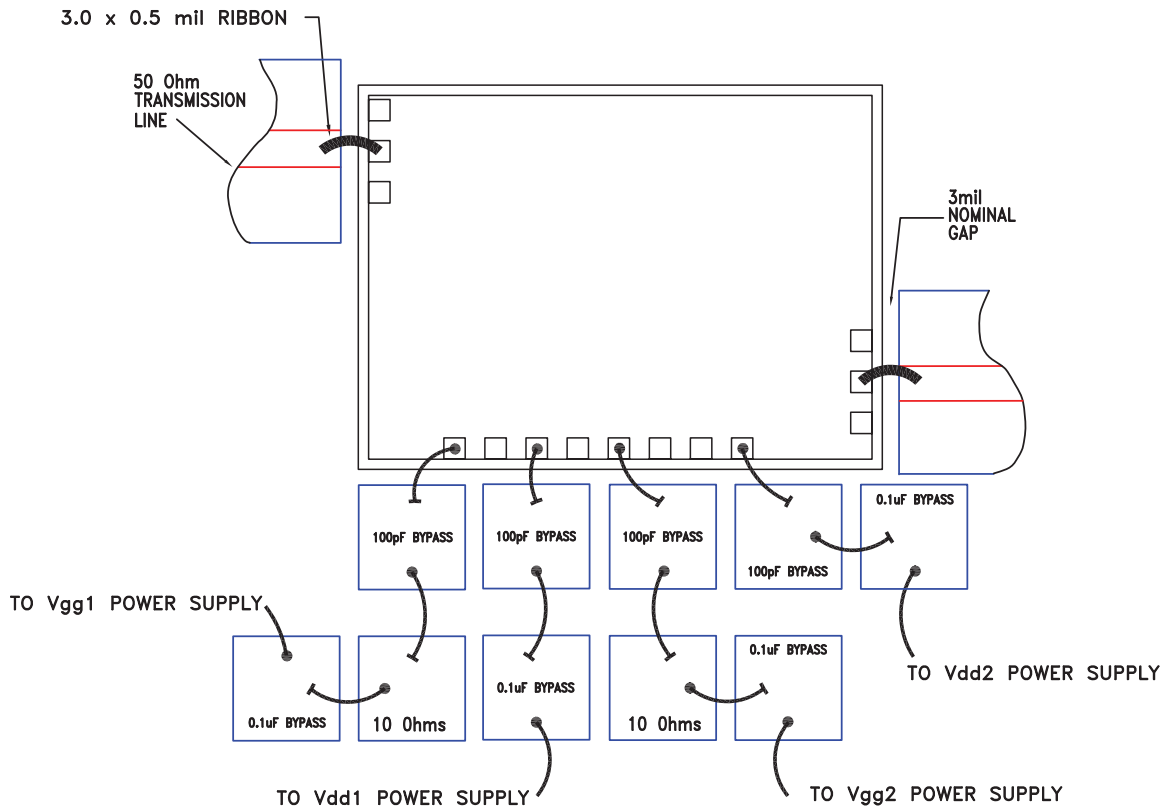 3.0 x 0.5 mil RIBBON
50 Ohm
TRANSMISSION
LINE
3mil
NOMINAL
GAP
100pF BYPASS
100pF BYPASS
100pF BYPASS
100pF BYPASS
0.1uF BYPASS
TO Vgg1 POWER SUPPLY
0.1uF BYPASS
10 Ohms
0.1uF BYPASS
10 Ohms
0.1uF BYPASS
TO Vdd2 POWER SUPPLY
TO Vdd1 POWER SUPPLY
TO Vgg2 POWER SUPPLY